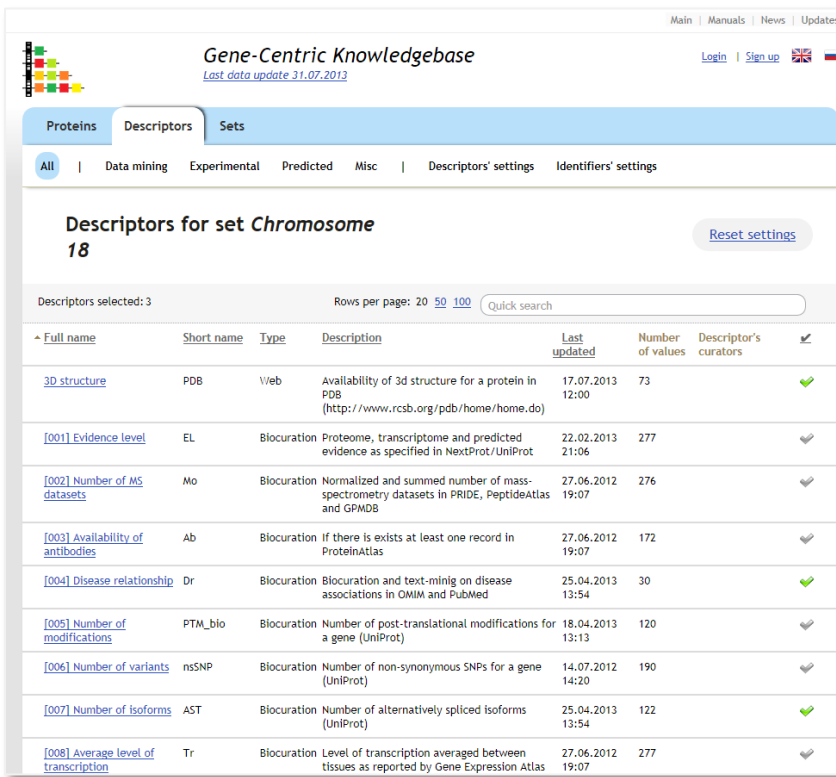 Main | Manuals | News | Updates
Gene-Centric Knowledgebase
Last data update 31.07.2013
Login | Sign up
Proteins Descriptors Sets
All | Data mining Experimental Predicted Misc | Descriptors' settings Identifiers' settings
Descriptors for set Chromosome
18
Reset settings
Descriptors selected: 3 Rows per page: 20 50 100 Quick search
Full name Short name Type Description Last Number Descriptor's
updated of values curators
3D structure PDB Web Availability of 3d structure for a protein in 17.07.2013 73
PDB 12:00
(http://www.rcsb.org/pdb/home/home.do)
[001] Evidence level EL Biocuration Proteome, transcriptome and predicted 22.02.2013 277
evidence as specified in NextProt/UniProt 21:06
[002] Number of MS Mo Biocuration Normalized and summed number of mass- 27.06.2012 276
datasets spectrometry datasets in PRIDE, PeptideAtlas 19:07
and GPMDB
[003] Availability of Ab Biocuration If there is exists at least one record in 27.06.2012 172
antibodies ProteinAtlas 19:07
[004] Disease relationship Dr Biocuration Biocuration and text-minig on disease 25.04.2013 30
associations in OMIM and PubMed 13:54
[005] Number of PTM_bio Biocuration Number of post-translational modifications for 18.04.2013 120
modifications a gene (UniProt) 13:13
[006] Number of variants nsSNP Biocuration Number of non-synonymous SNPs for a gene 14.07.2012 190
(UniProt) 14:20
[007] Number of isoforms AST Biocuration Number of alternatively spliced isoforms 25.04.2013 122
(UniProt) 13:54
[008] Average level of Tr Biocuration Level of transcription averaged between 27.06.2012 277
transcription tissues as reported by Gene Expression Atlas 19:07